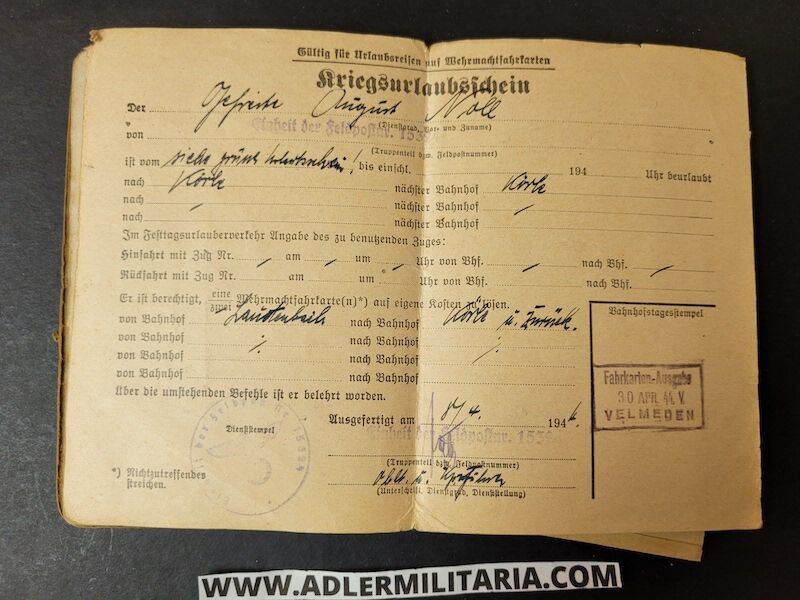 Gültig für Urlaubsreisen auf Wehrmachtfahrkarten
Kriegsurlaubsschein
Der Gefreite August Noll
(Dienstgrad, Vor- und Zuname)
von Einheit der Feldpostnr.
(Truppenteil bzw. Feldpostnummer)
ist vom siehe grünen ! bis einschl. 194 Uhr beurlaubt
nach Körle nächster Bahnhof Körle
nach nächster Bahnhof
nach nächster Bahnhof
Im Festtagsurlauberverkehr Angabe des zu benutzenden Zuges:
Hinfahrt mit Zug Nr. am um Uhr von Bhf. nach Bhf.
Rückfahrt mit Zug Nr. am um Uhr von Bhf. nach Bhf.
Er ist berechtigt, eine zwei Wehrmachtfahrkarte(n)*) auf eigene Kosten zu lösen.
von Bahnhof nach Bahnhof Körle u. Zurück.
von Bahnhof nach Bahnhof
von Bahnhof nach Bahnhof
von Bahnhof nach Bahnhof
Über die umstehenden Befehle ist er belehrt worden.
Bahnhofstagesstempel
Fahrkarten-Ausgabe
30 APR. 44. V.
VELMEDEN
Ausgefertigt am 194
Dienststempel
Einheit der Feldpostnr.
(Truppenteil bzw. Feldpostnummer)
(Unterschrift, Dienstgrad, Dienststellung)
*) Nichtzutreffendes
streichen.
WWW.ADLERMILITARIA.COM